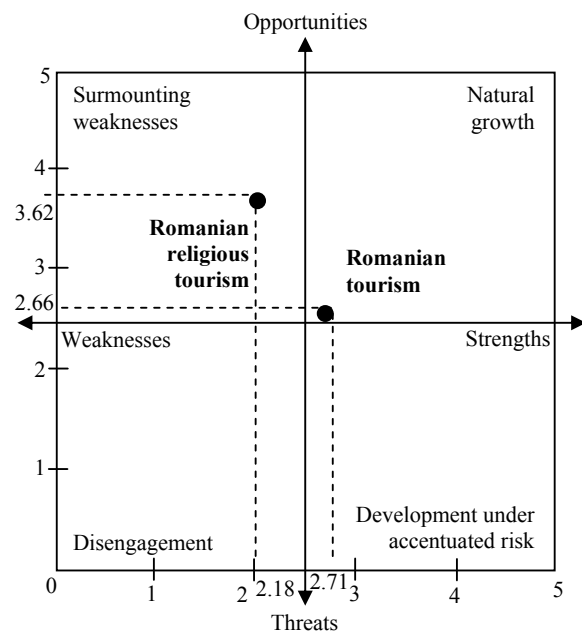 Opportunities
5
Surmounting
weaknesses
Natural
growth
4
3.62
Romanian
religious
tourism
Romanian
tourism
3
2.66
Weaknesses
Strengths
2
1
Disengagement
Development under
accentuated risk
0
1
2
2.18
2.71
3
4
5
Threats